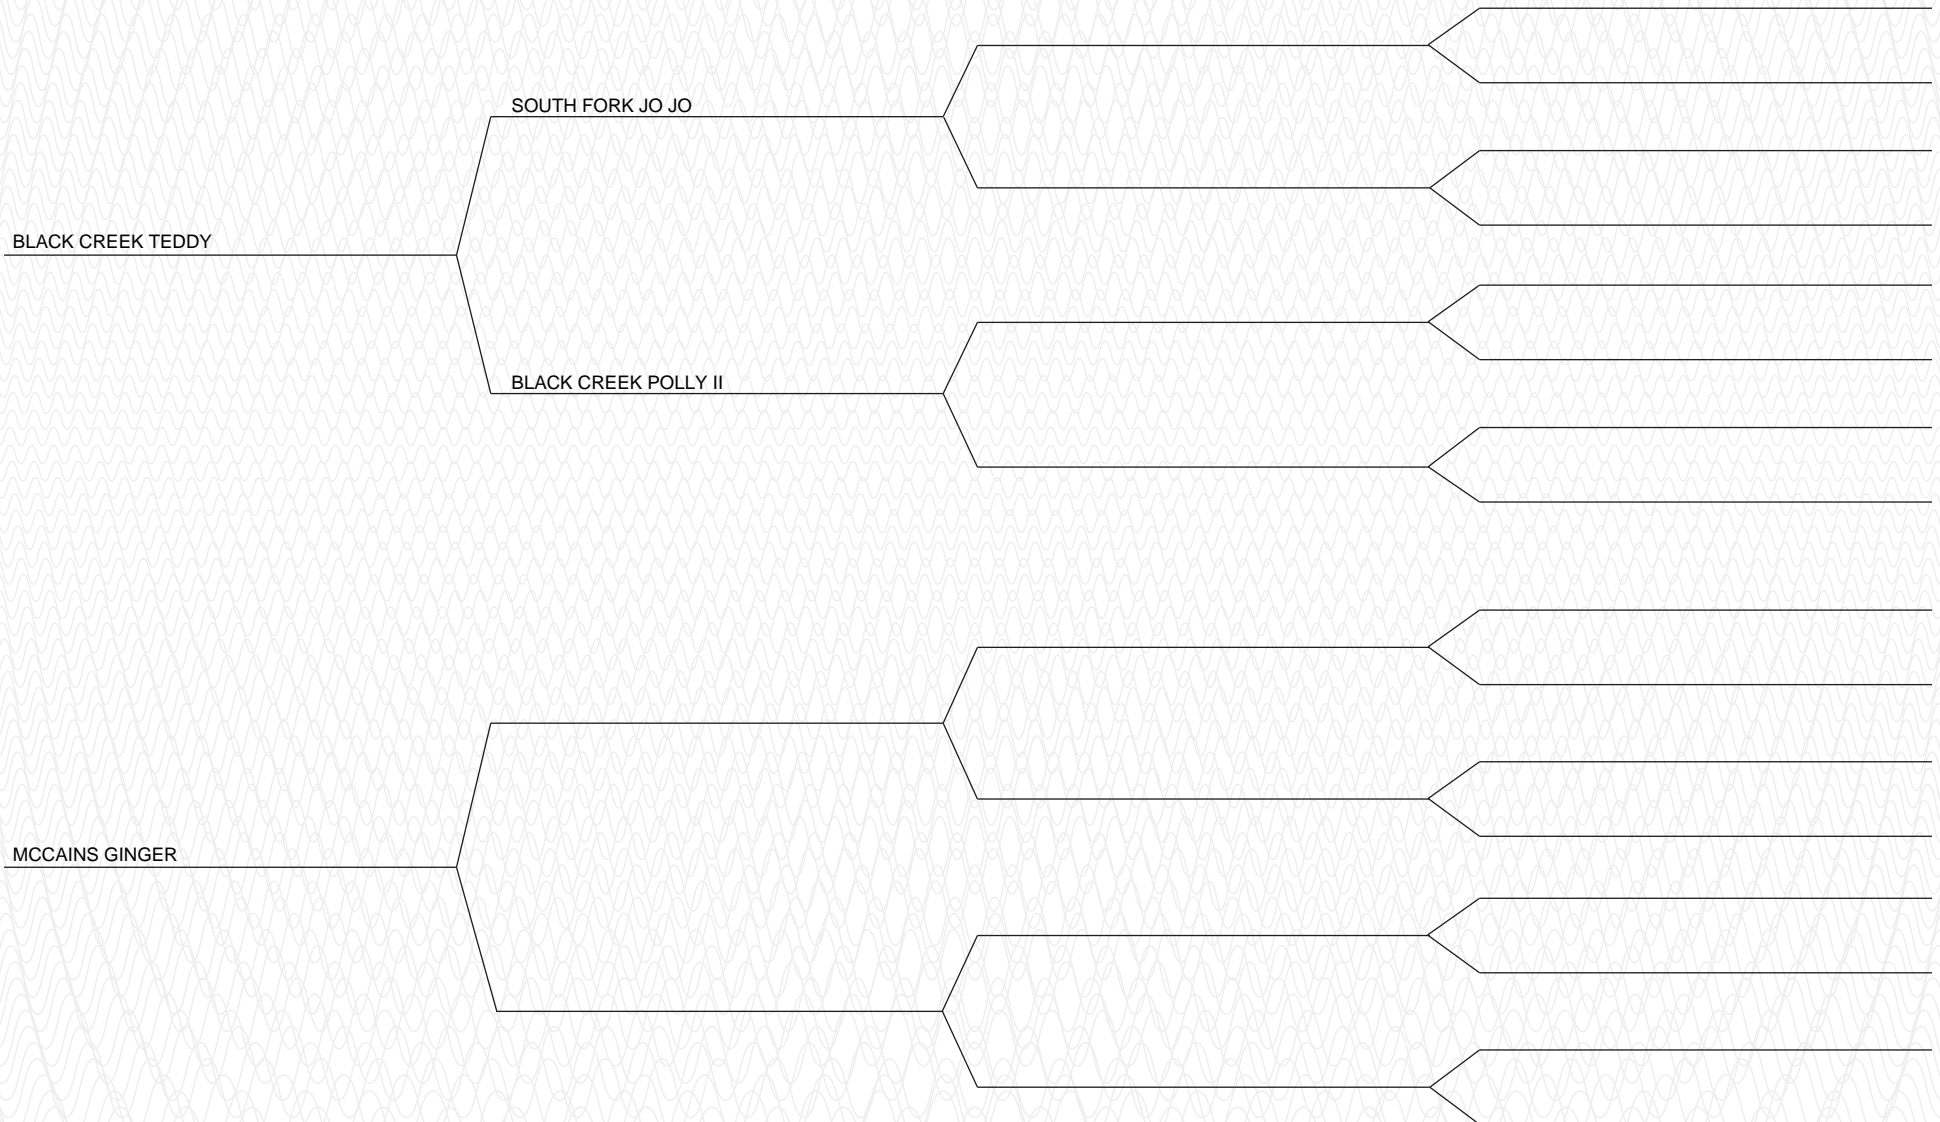 SOUTH FORK JO JO
BLACK CREEK TEDDY
BLACK CREEK POLLY II
MCCAINS GINGER